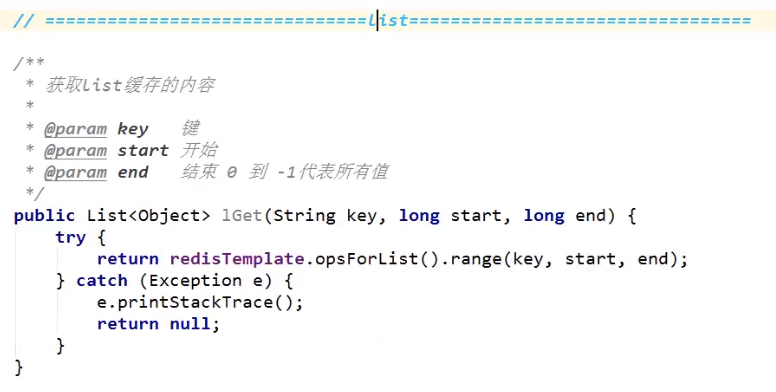 // ===============================list=================================
/**
 * 获取list缓存的内容
 *
 * @param key   键
 * @param start 开始
 * @param end   结束 0 到 -1代表所有值
 */
public List<Object> lGet(String key, long start, long end) {
    try {
        return redisTemplate.opsForList().range(key, start, end);
    } catch (Exception e) {
        e.printStackTrace();
        return null;
    }
}